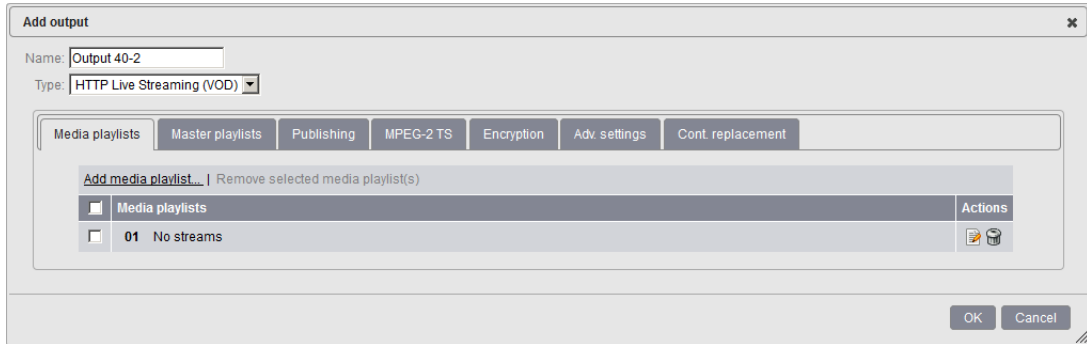 Add output
Name: Output 40-2
Type: HTTP Live Streaming (VOD)
Media playlists Master playlists Publishing MPEG-2 TS Encryption Adv. settings Cont. replacement
Add media playlist... | Remove selected media playlist(s)
Media playlists Actions
01 No streams
OK Cancel